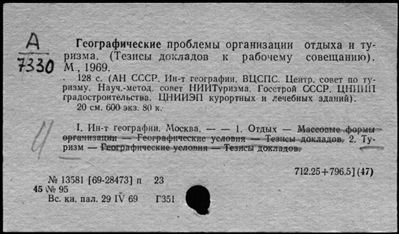 А
7330
Географические проблемы организации отдыха и ту-
ризма. (Тезисы докладов к рабочему совещанию).
М., 1969.
128 с. (АН СССР. Ин-т географии. ВЦСПС. Центр. совет по ту-
ризму. Науч.-метод. совет НИИТуризма. Госстрой СССР. ЦНИИП
градостроительства. ЦНИИЭП курортных и лечебных зданий).
20 см. 600 экз. 80 к.
I. Ин-т географии. Москва. — — 1. Отдых — Массовые формы
организации — Географические условия — Тезисы докладов. 2. Ту-
ризм — Географические условия — Тезисы докладов.
712.25+796.5] (47)
№ 13581 [69-28473] п 23
45 № 95
Вс. кн. пал. 29 IV 69 Г351